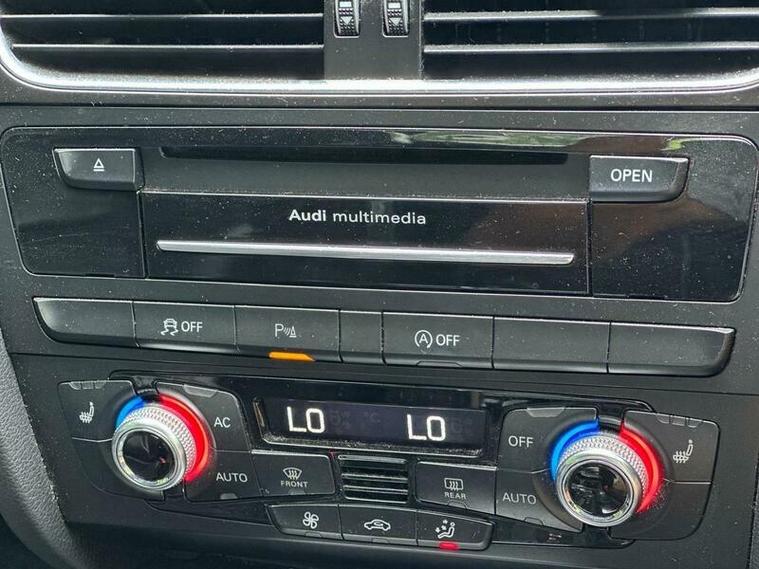 OPEN
Audi multimedia
OFF
P
A OFF
LO LO
AC
OFF
AUTO
FRONT
REAR
AUTO